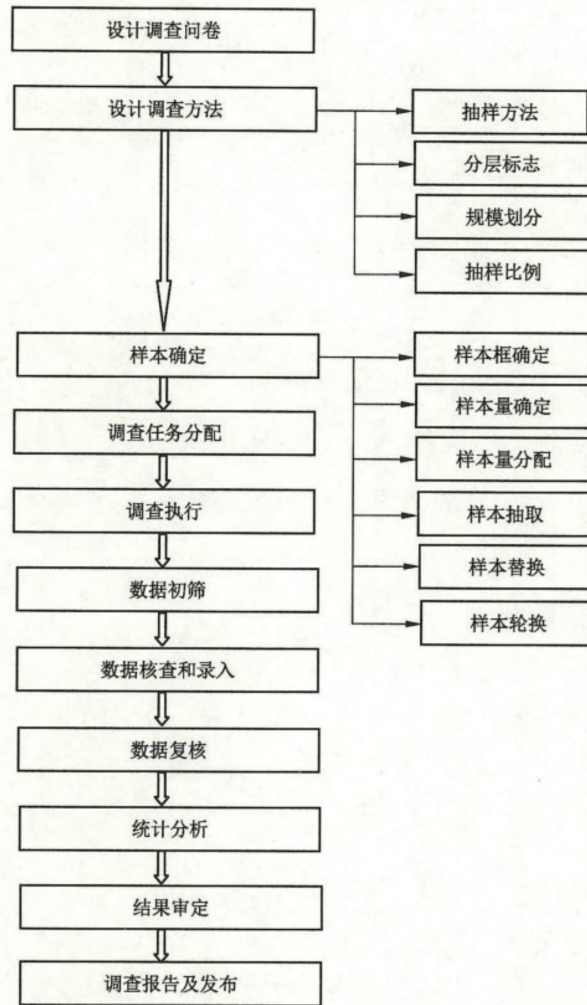 设计调查问卷
设计调查方法
抽样方法
分层标志
规模划分
抽样比例
样本确定
样本框确定
样本量确定
样本量分配
样本抽取
样本替换
样本轮换
调查任务分配
调查执行
数据初筛
数据核查和录入
数据复核
统计分析
结果审定
调查报告及发布